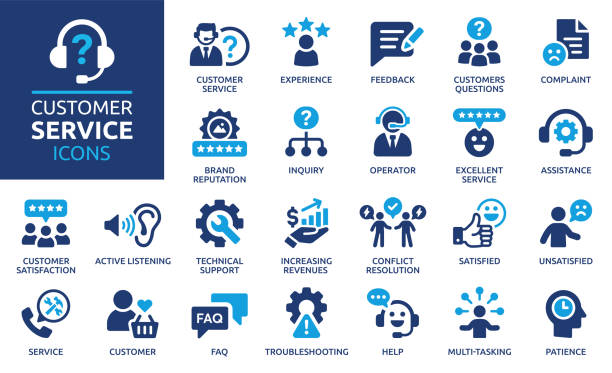 ?
CUSTOMER
SERVICE
ICONS
?
CUSTOMER
SERVICE
EXPERIENCE
FEEDBACK
?
CUSTOMERS
QUESTIONS
COMPLAINT
BRAND
REPUTATION
?
INQUIRY
OPERATOR
EXCELLENT
SERVICE
ASSISTANCE
CUSTOMER
SATISFACTION
ACTIVE LISTENING
TECHNICAL
SUPPORT
$
INCREASING
REVENUES
CONFLICT
RESOLUTION
SATISFIED
UNSATISFIED
SERVICE
CUSTOMER
FAQ
FAQ
!
TROUBLESHOOTING
HELP
MULTI-TASKING
PATIENCE